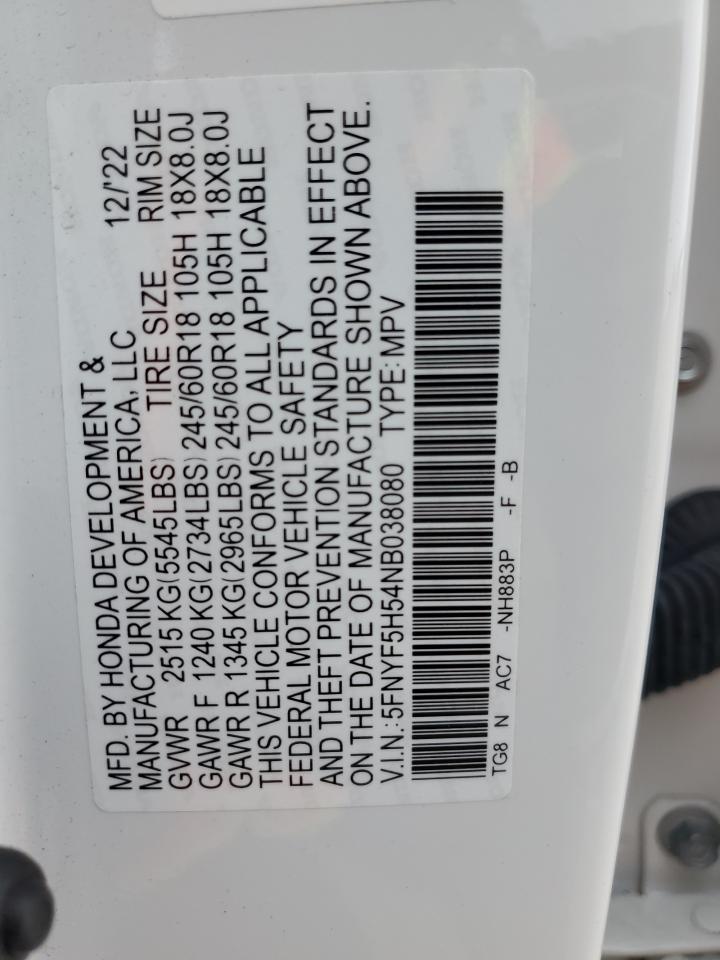 MFD. BY HONDA DEVELOPMENT & 12/'22
MANUFACTURING OF AMERICA, LLC
GVWR 2515 KG(5545LBS) TIRE SIZE RIM SIZE
GAWR F 1240 KG(2734LBS) 245/60R18 105H 18X8.0J
GAWR R 1345 KG(2965LBS) 245/60R18 105H 18X8.0J
THIS VEHICLE CONFORMS TO ALL APPLICABLE
FEDERAL MOTOR VEHICLE SAFETY
AND THEFT PREVENTION STANDARDS IN EFFECT
ON THE DATE OF MANUFACTURE SHOWN ABOVE.
V.I.N.:5FNYF5H54NB038080 TYPE:MPV
TG8 N AC7 -NH883P -F -B